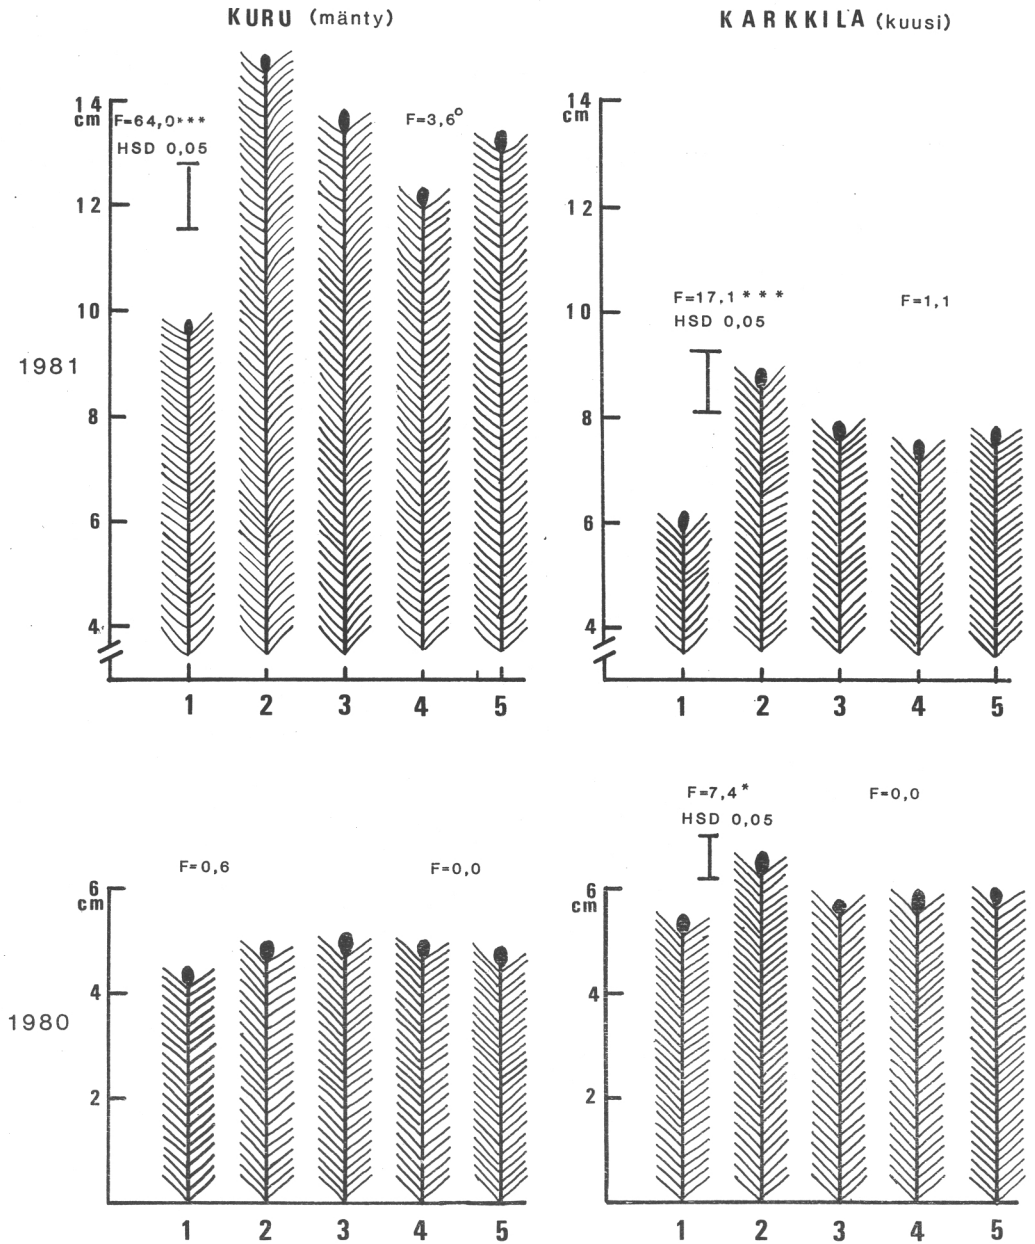 KURU (mänty)
KARKKILA (kuusi)
14
cm
F=64,0***
HSD 0,05
F=3,6°
12
10
8
6
4
1981
1 2 3 4 5
14
cm
12
10
F=17,1***
HSD 0,05
F=1,1
8
6
4
1 2 3 4 5
F=0,6
F=0,0
6
cm
4
2
1980
1 2 3 4 5
F=7,4*
HSD 0,05
F=0,0
6
cm
4
2
1 2 3 4 5